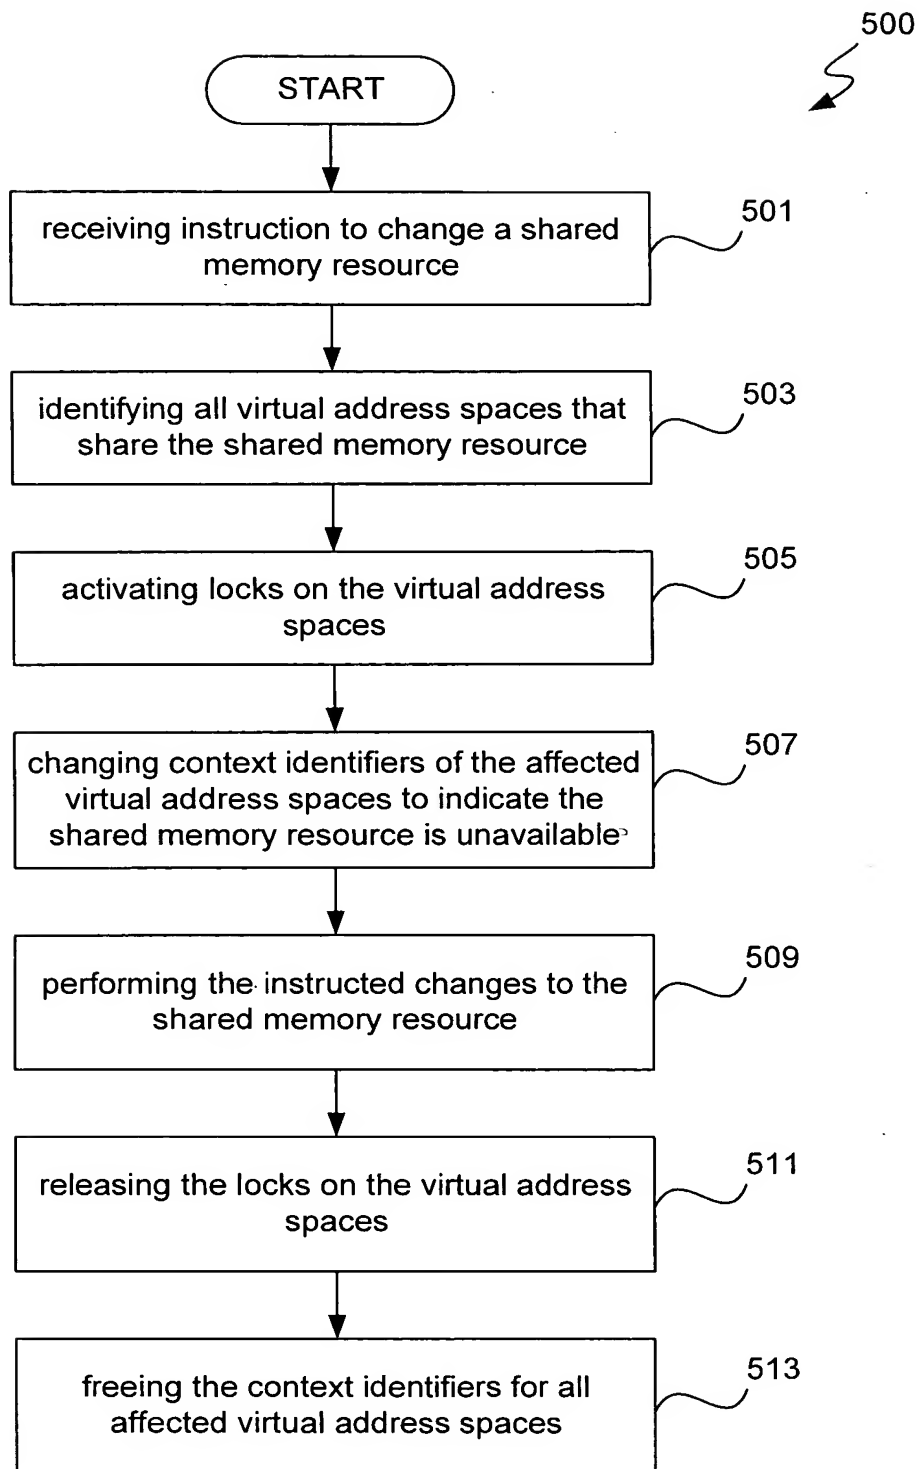 500
START
receiving instruction to change a shared
memory resource
501
identifying all virtual address spaces that
share the shared memory resource
503
activating locks on the virtual address
spaces
505
changing context identifiers of the affected
virtual address spaces to indicate the
shared memory resource is unavailable
507
performing the instructed changes to the
shared memory resource
509
releasing the locks on the virtual address
spaces
511
freeing the context identifiers for all
affected virtual address spaces
513